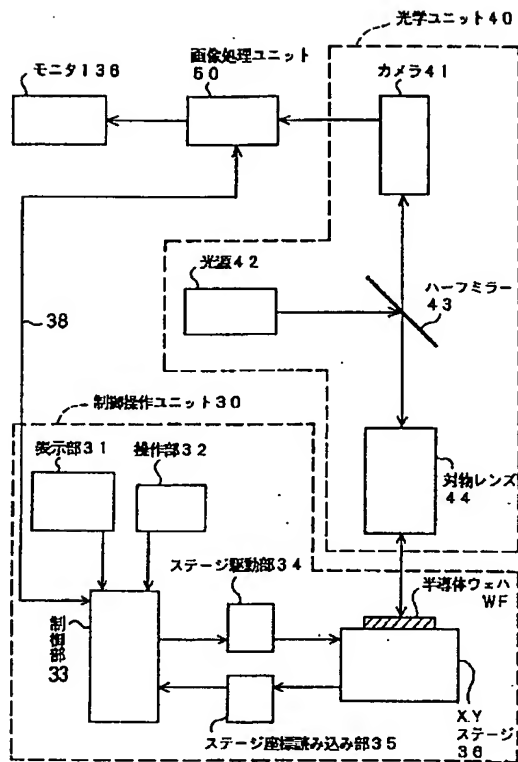 光学ユニット40
画像処理ユニット
50
モニタ136
カメラ41
光源42
ハーフミラー
43
38
制御操作ユニット30
表示部31
操作部32
対物レンズ
44
ステージ駆動部34
半導体ウェハ
WF
制御部
33
ステージ座標読み込み部35
X.Y
ステージ
36